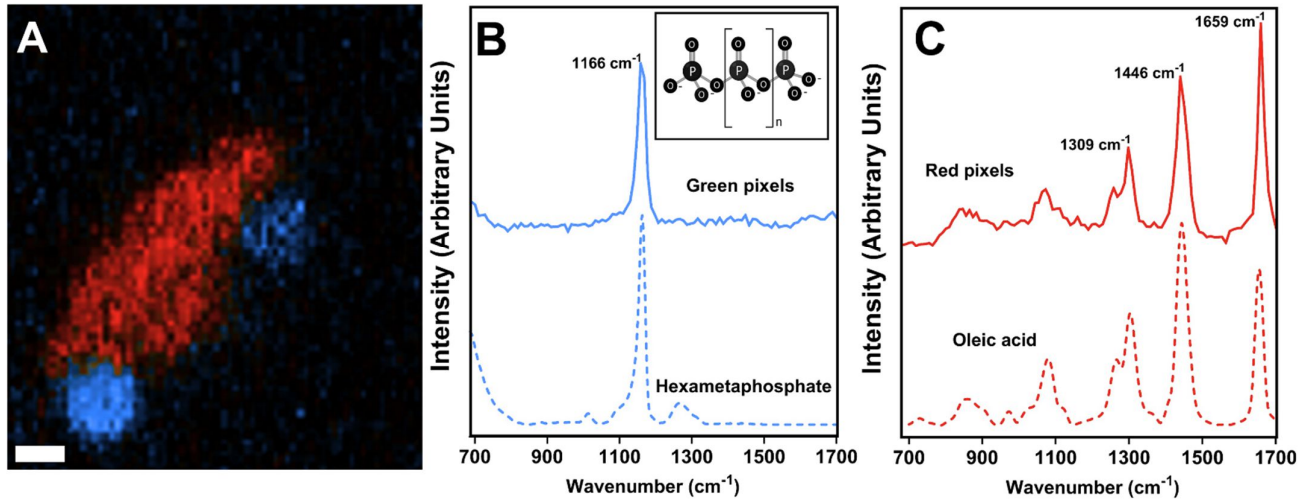 A
B
1166 cm⁻¹
O O O
P P P
O O O O
O⁻ O⁻ O⁻ O⁻
n
Green pixels
Hexametaphosphate
Intensity (Arbitrary Units)
700 900 1100 1300 1500 1700
Wavenumber (cm⁻¹)
C
1659 cm⁻¹
1446 cm⁻¹
1309 cm⁻¹
Red pixels
Oleic acid
Intensity (Arbitrary Units)
700 900 1100 1300 1500 1700
Wavenumber (cm⁻¹)